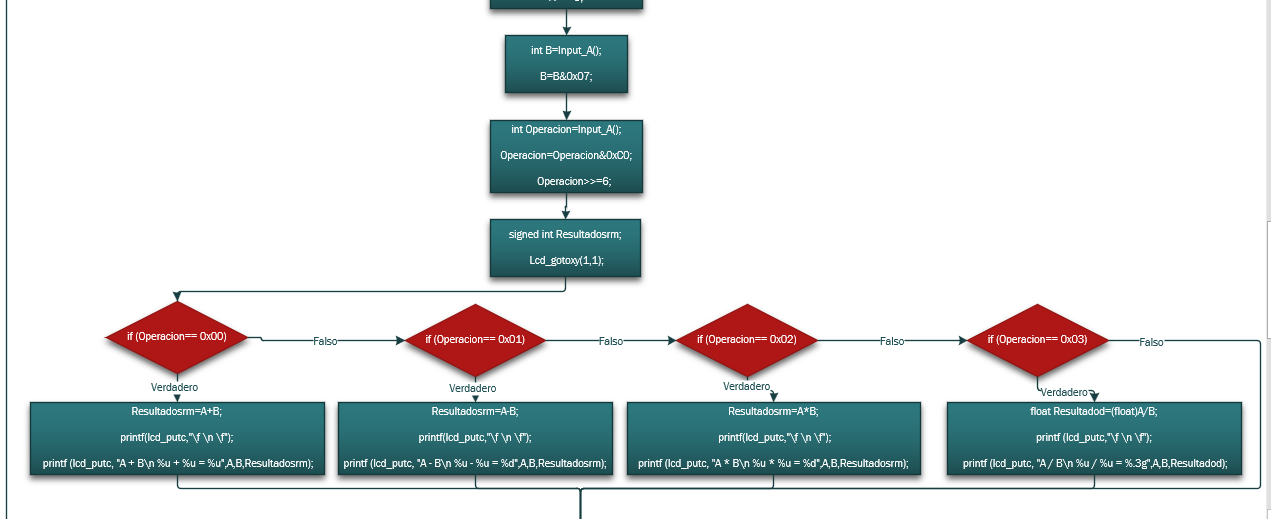 int B=Input_A();
B=B&0x07;
int Operacion=Input_A();
Operacion=Operacion&0xC0;
Operacion>>=6;
signed int Resultadosrm;
Lcd_gotoxy(1,1);
if (Operacion== 0x00)
Falso
if (Operacion== 0x01)
Falso
if (Operacion== 0x02)
Falso
if (Operacion== 0x03)
Falso
Verdadero
Verdadero
Verdadero
Verdadero
Resultadosrm=A+B;
printf(lcd_putc,"\f \n \f");
printf (lcd_putc, "A + B\n %u + %u = %u",A,B,Resultadosrm);
Resultadosrm=A-B;
printf(lcd_putc,"\f \n \f");
printf (lcd_putc, "A - B\n %u - %u = %d",A,B,Resultadosrm);
Resultadosrm=A*B;
printf(lcd_putc,"\f \n \f");
printf (lcd_putc, "A * B\n %u * %u = %d",A,B,Resultadosrm);
float Resultadod=(float)A/B;
printf (lcd_putc,"\f \n \f");
printf (lcd_putc, "A / B\n %u / %u = %.3g",A,B,Resultadod);